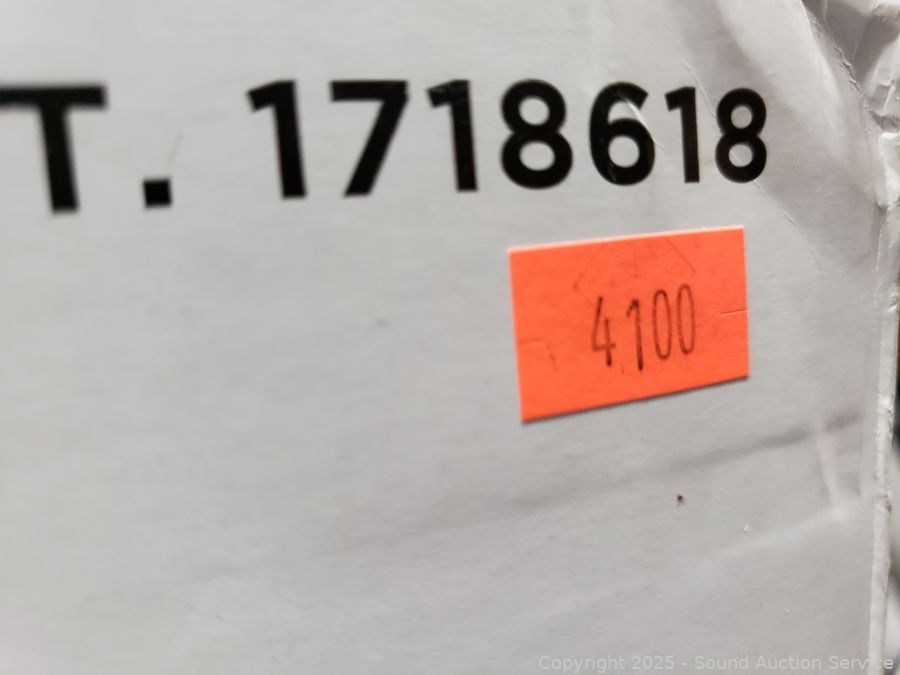 T. 1718618
4100
Copyright 2025 - Sound Auction Service